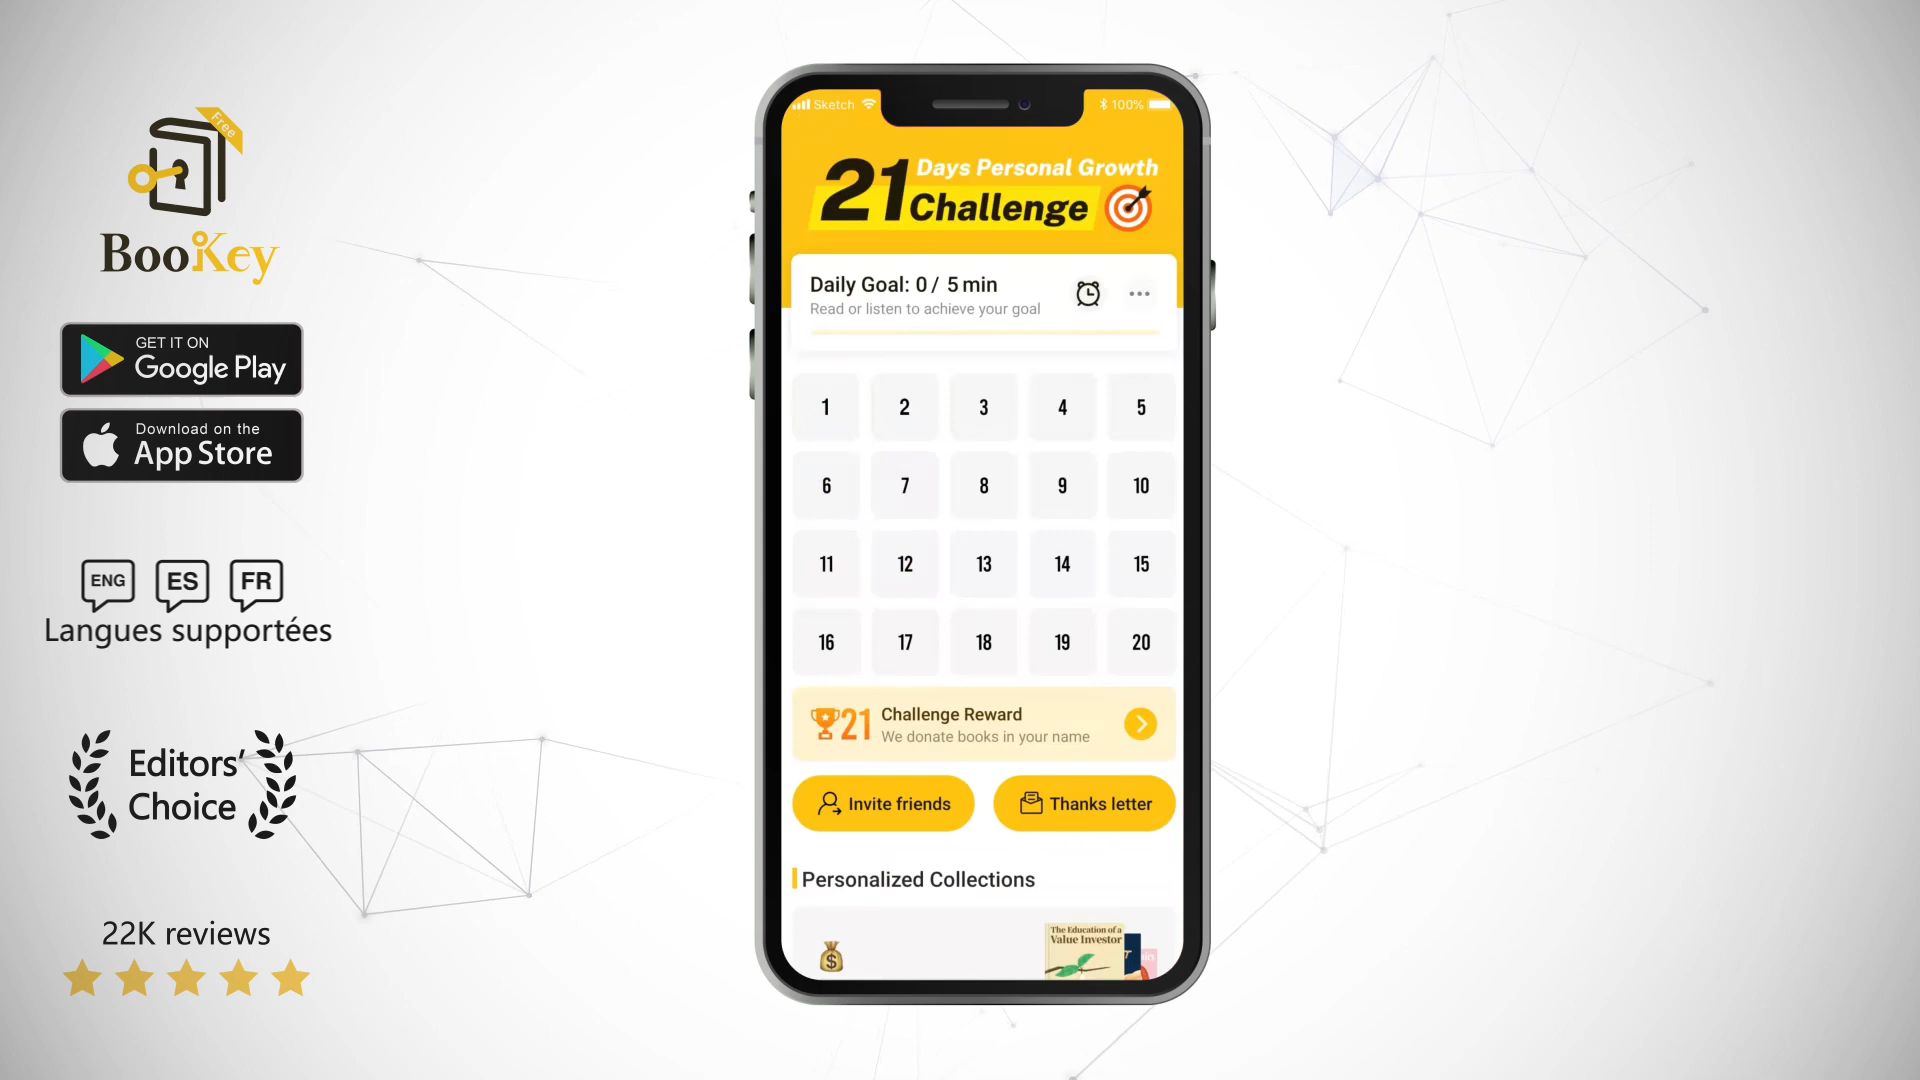 Free
BooKey
GET IT ON
Google Play
Download on the
App Store
ENG ES FR
Langues supportées
Editors'
Choice
22K reviews
Sketch
100%
21 Days Personal Growth
Challenge
Daily Goal: 0 / 5 min
Read or listen to achieve your goal
1 2 3 4 5
6 7 8 9 10
11 12 13 14 15
16 17 18 19 20
21
Challenge Reward
We donate books in your name
Invite friends
Thanks letter
Personalized Collections
The Education of a
Value Investor